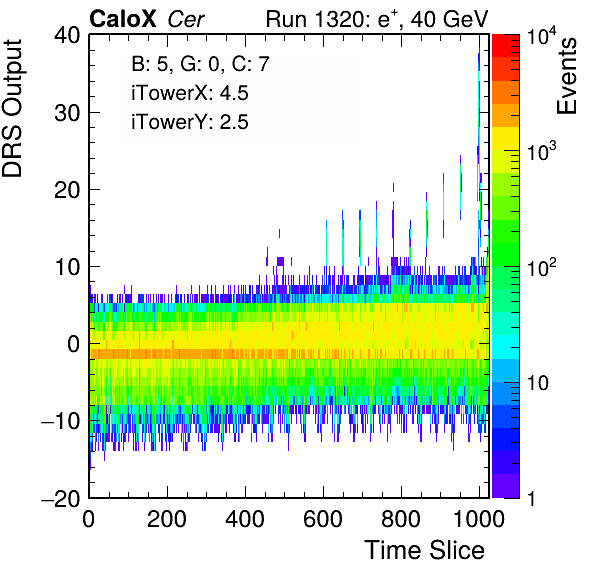 CaloX Cer Run 1320: e⁺, 40 GeV
B: 5, G: 0, C: 7
iTowerX: 4.5
iTowerY: 2.5
DRS Output
40
30
20
10
0
−10
−20
0 200 400 600 800 1000
Time Slice
Events
10⁴
10³
10²
10
1